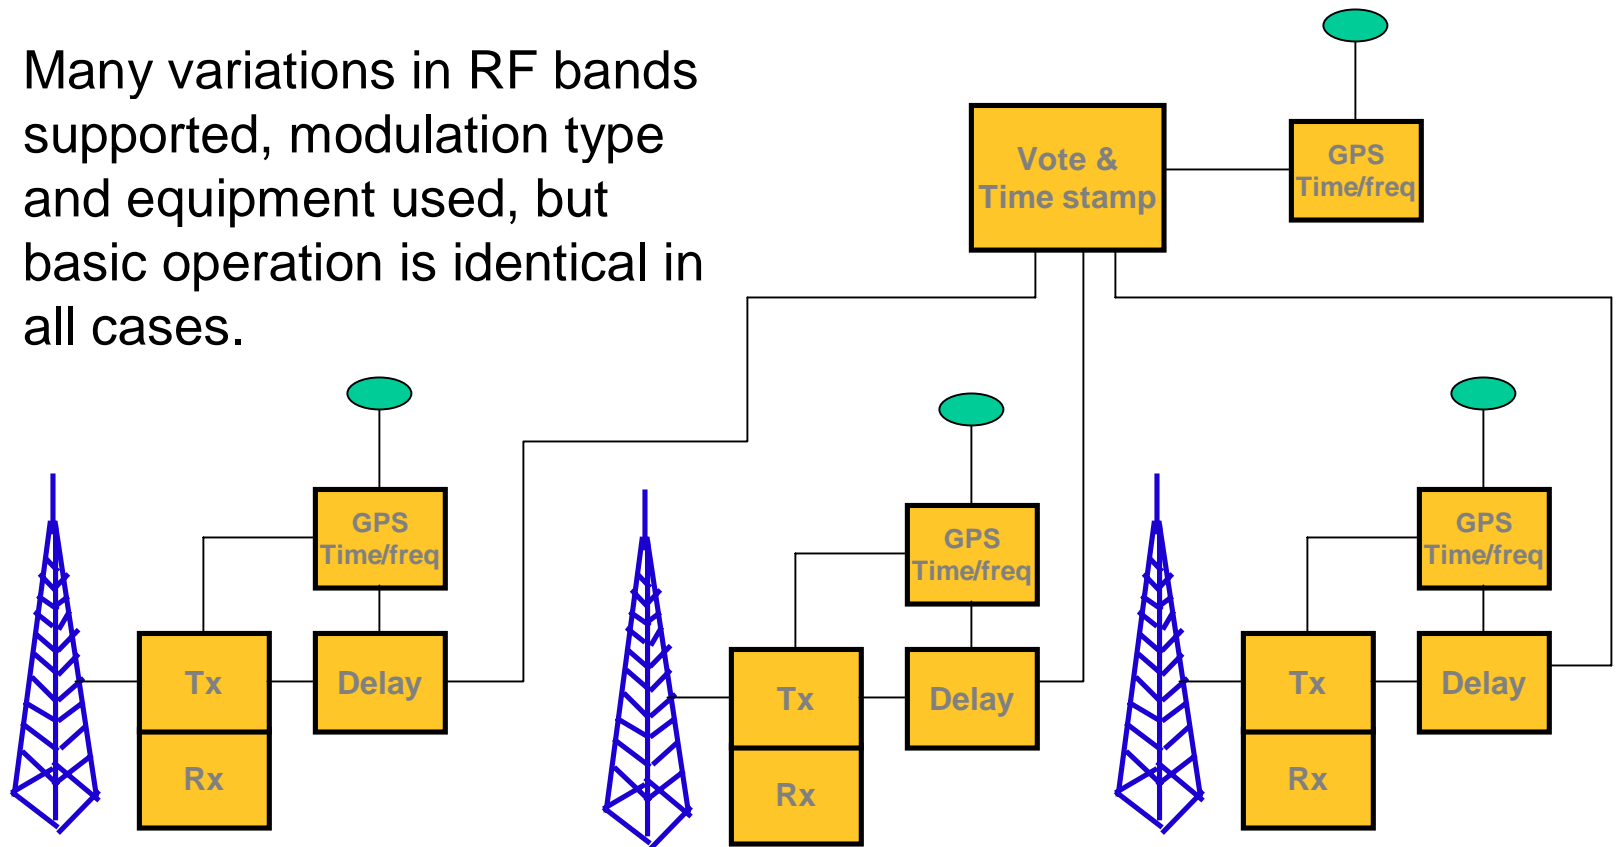 Many variations in RF bands
supported, modulation type
and equipment used, but
basic operation is identical in
all cases.
Vote &
Time stamp
GPS
Time/freq
GPS
Time/freq
Tx
Delay
Rx
GPS
Time/freq
Tx
Delay
Rx
GPS
Time/freq
Tx
Delay
Rx